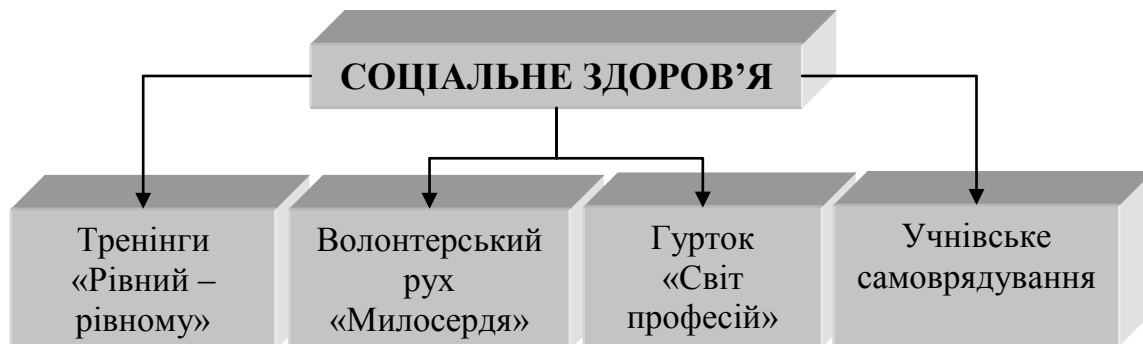 СОЦІАЛЬНЕ ЗДОРОВ’Я
Тренінги
«Рівний –
рівному»
Волонтерський
рух
«Милосердя»
Гурток
«Світ
професій»
Учнівське
самоврядування